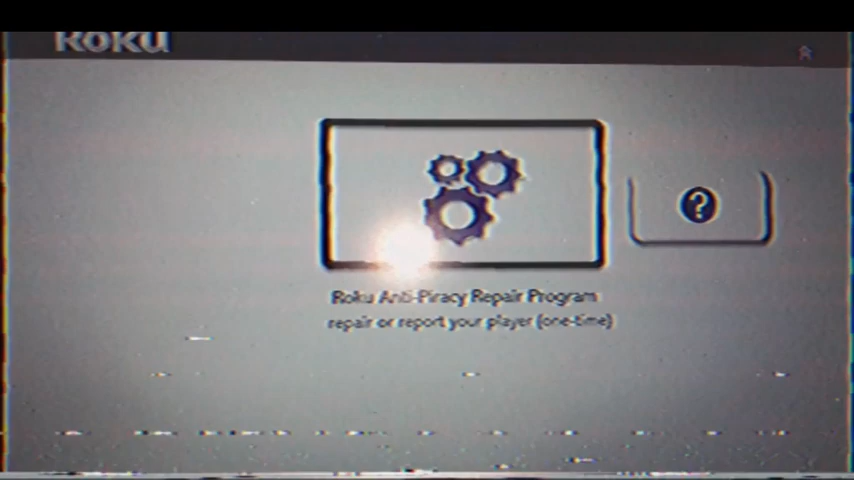 Roku
?
Roku Anti-Piracy Repair Program
repair or report your player (one-time)